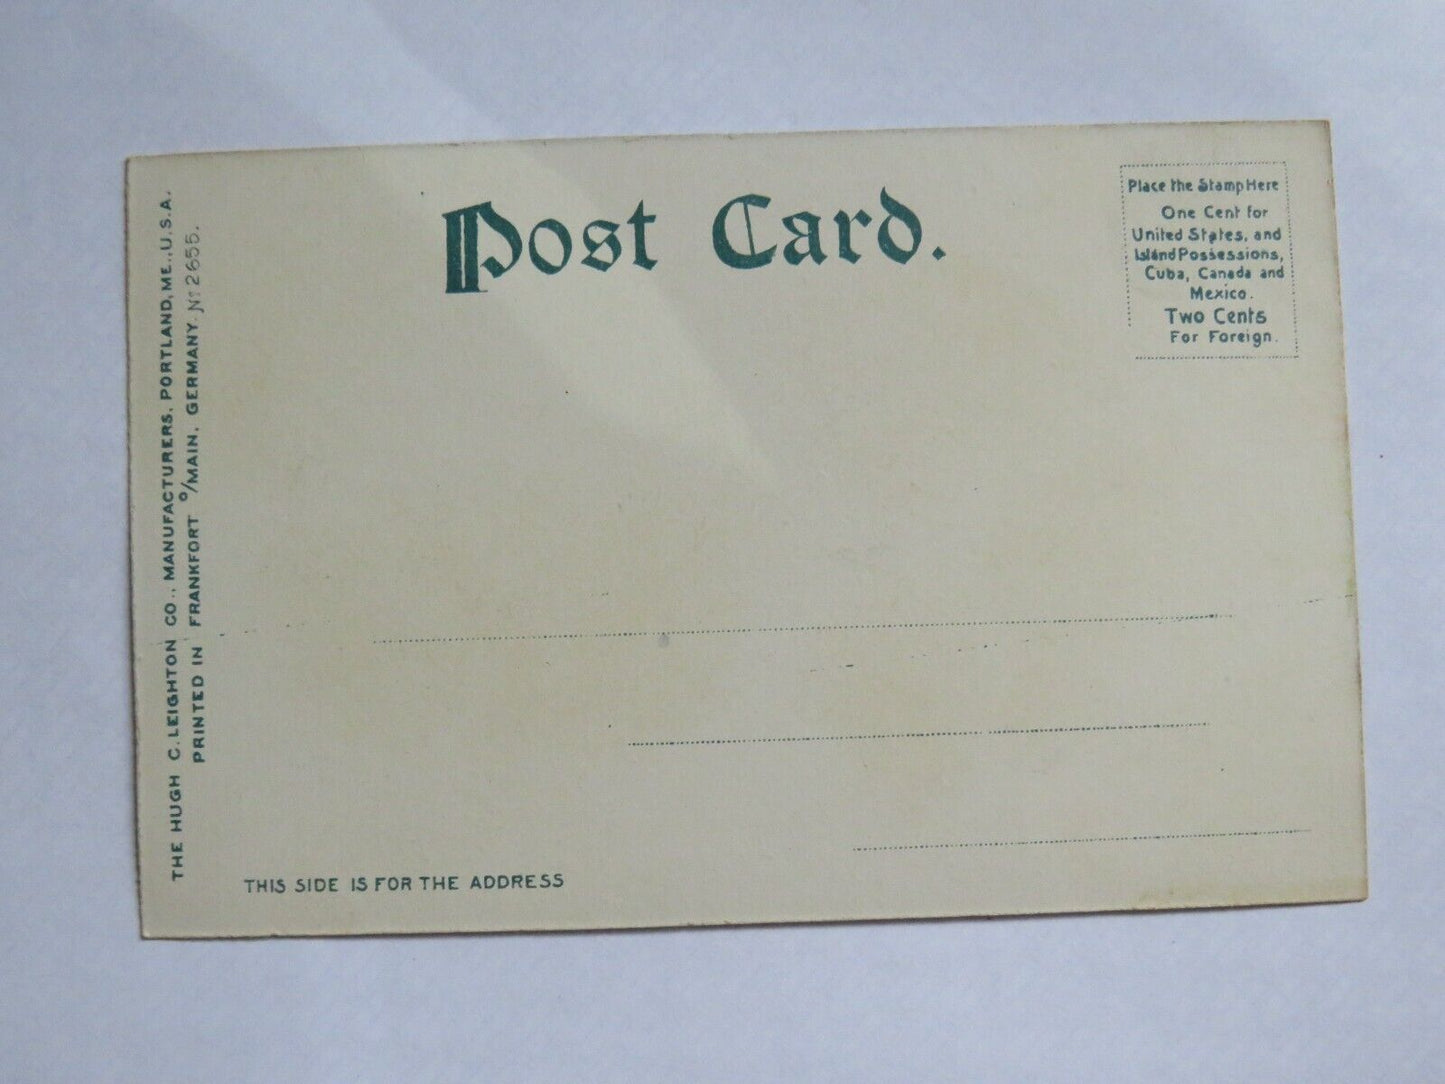 Post Card.
Place the Stamp Here
One Cent for
United States, and
Island Possessions,
Cuba, Canada and
Mexico.
Two Cents
For Foreign.
THE HUGH C. LEIGHTON CO., MANUFACTURERS, PORTLAND, ME., U.S.A.
PRINTED IN FRANKFORT O/MAIN, GERMANY. No 2655.
THIS SIDE IS FOR THE ADDRESS